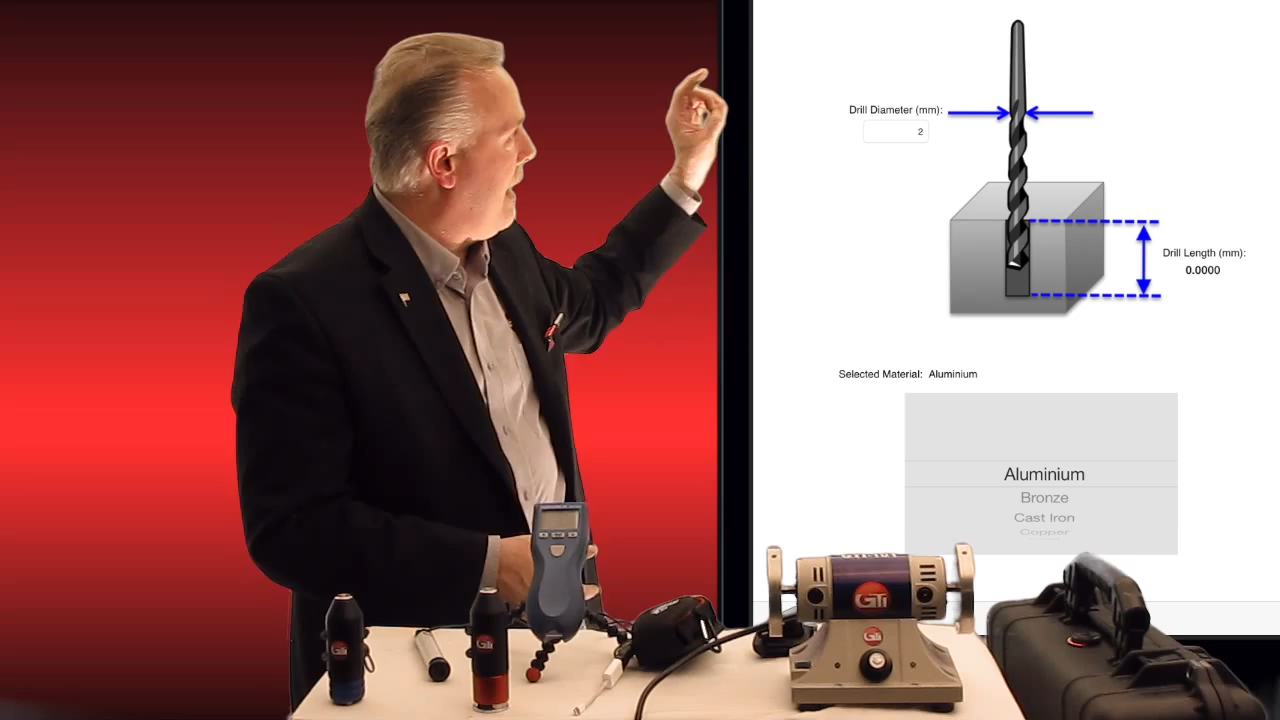 Drill Diameter (mm):
2
Drill Length (mm):
0.0000
Selected Material: Aluminium
Aluminium
Bronze
Cast Iron
Copper
GTi
GTi
GTi
GTi